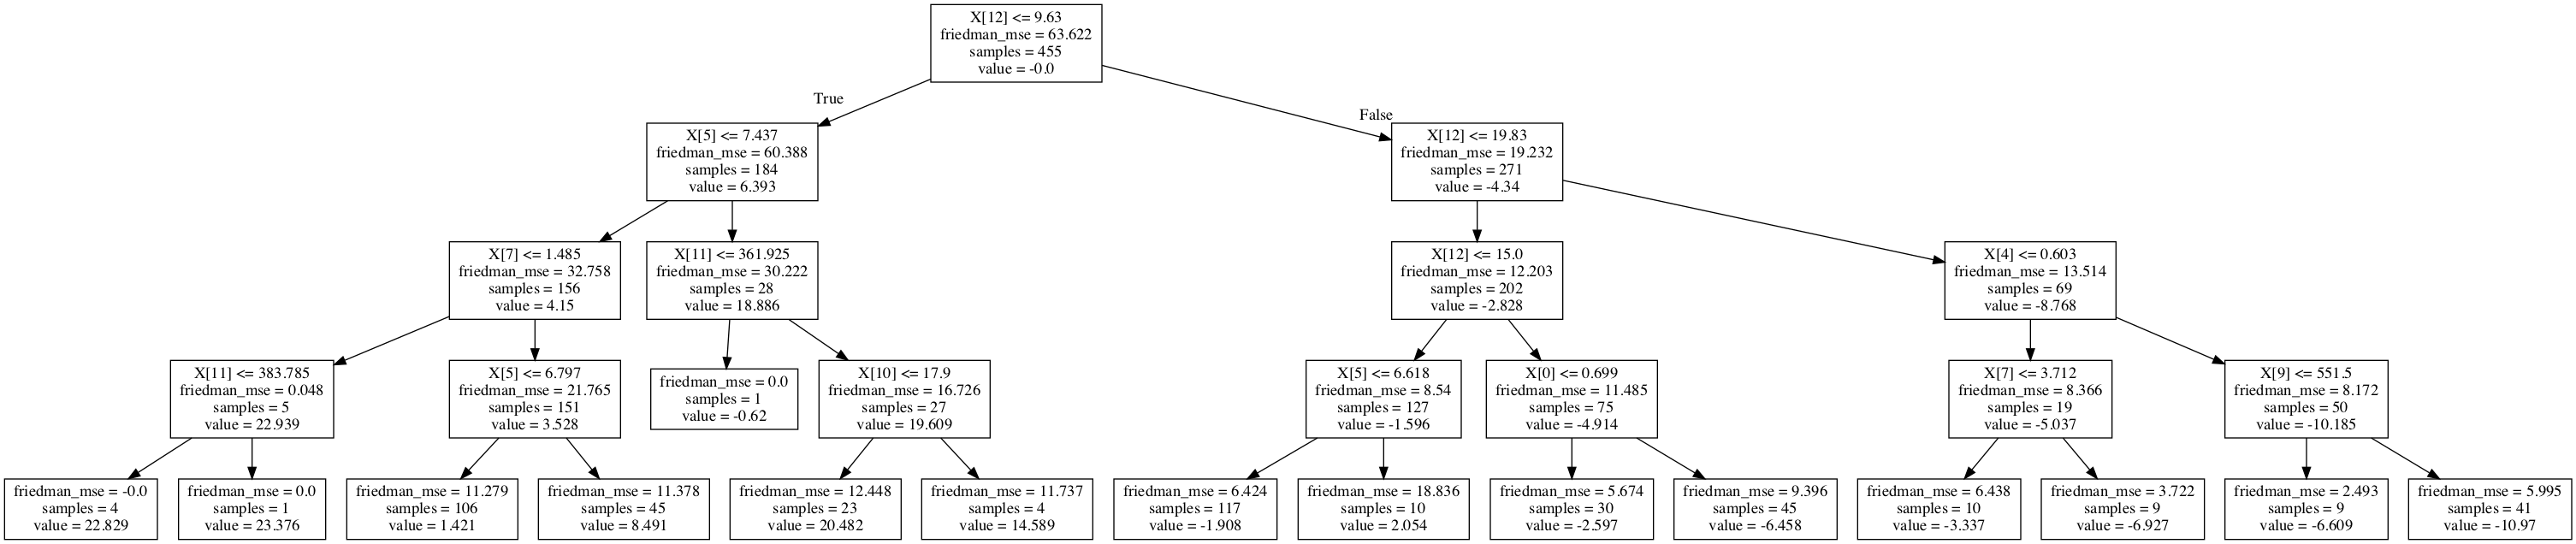 X[12] <= 9.63
friedman_mse = 63.622
samples = 455
value = -0.0
True
False
X[5] <= 7.437
friedman_mse = 60.388
samples = 184
value = 6.393
X[12] <= 19.83
friedman_mse = 19.232
samples = 271
value = -4.34
X[7] <= 1.485
friedman_mse = 32.758
samples = 156
value = 4.15
X[11] <= 361.925
friedman_mse = 30.222
samples = 28
value = 18.886
X[12] <= 15.0
friedman_mse = 12.203
samples = 202
value = -2.828
X[4] <= 0.603
friedman_mse = 13.514
samples = 69
value = -8.768
X[11] <= 383.785
friedman_mse = 0.048
samples = 5
value = 22.939
X[5] <= 6.797
friedman_mse = 21.765
samples = 151
value = 3.528
friedman_mse = 0.0
samples = 1
value = -0.62
X[10] <= 17.9
friedman_mse = 16.726
samples = 27
value = 19.609
X[5] <= 6.618
friedman_mse = 8.54
samples = 127
value = -1.596
X[0] <= 0.699
friedman_mse = 11.485
samples = 75
value = -4.914
X[7] <= 3.712
friedman_mse = 8.366
samples = 19
value = -5.037
X[9] <= 551.5
friedman_mse = 8.172
samples = 50
value = -10.185
friedman_mse = -0.0
samples = 4
value = 22.829
friedman_mse = 0.0
samples = 1
value = 23.376
friedman_mse = 11.279
samples = 106
value = 1.421
friedman_mse = 11.378
samples = 45
value = 8.491
friedman_mse = 12.448
samples = 23
value = 20.482
friedman_mse = 11.737
samples = 4
value = 14.589
friedman_mse = 6.424
samples = 117
value = -1.908
friedman_mse = 18.836
samples = 10
value = 2.054
friedman_mse = 5.674
samples = 30
value = -2.597
friedman_mse = 9.396
samples = 45
value = -6.458
friedman_mse = 6.438
samples = 10
value = -3.337
friedman_mse = 3.722
samples = 9
value = -6.927
friedman_mse = 2.493
samples = 9
value = -6.609
friedman_mse = 5.995
samples = 41
value = -10.97